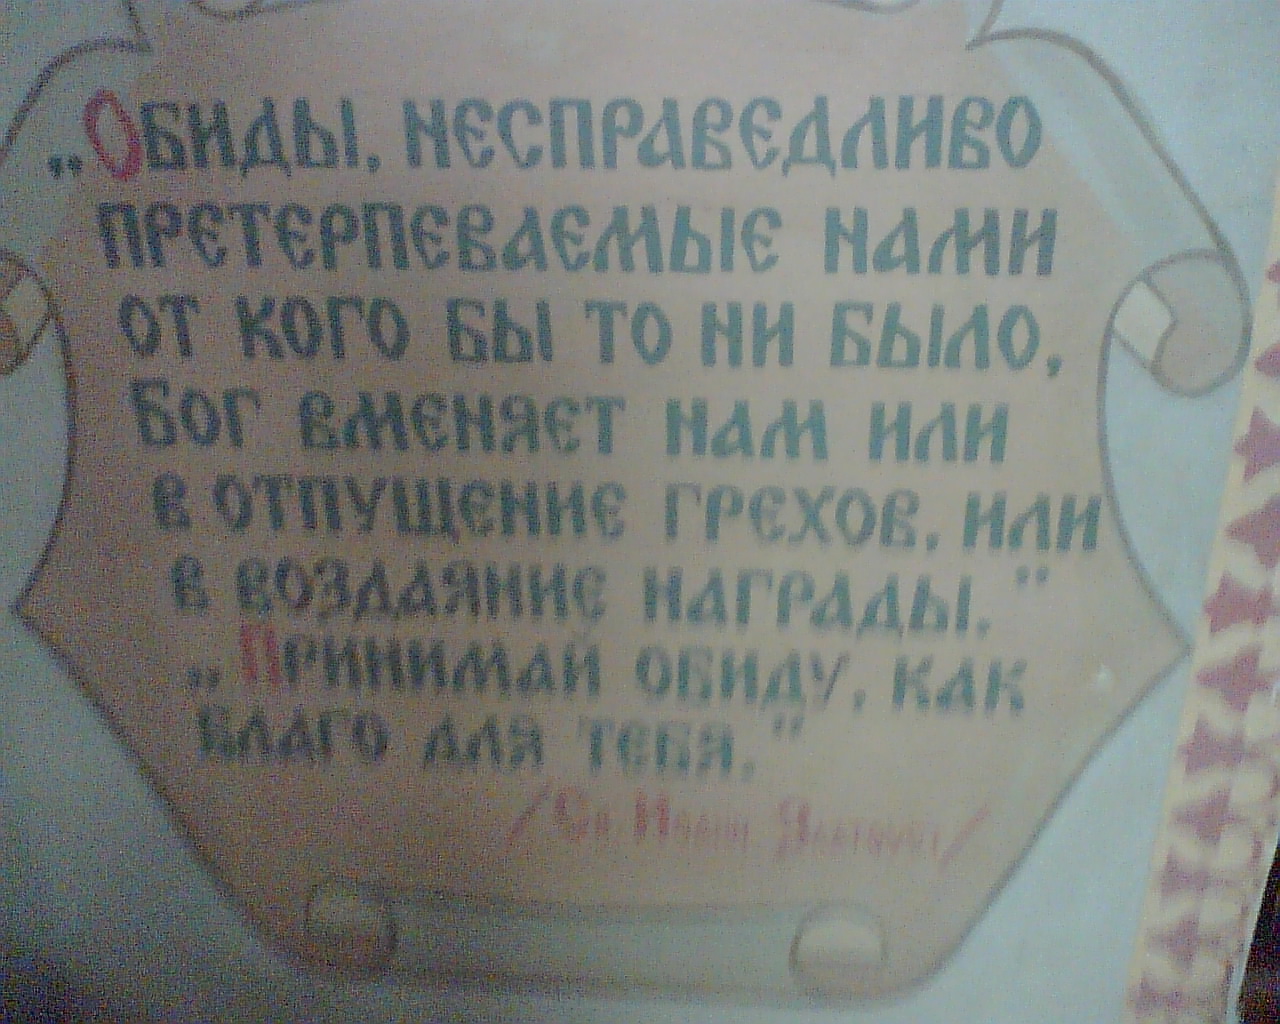 „Обиды, несправедливо
претерпеваемые нами
от кого бы то ни было,
Бог вменяет нам или
в отпущение грехов, или
в воздаяние награды."
„Принимай обиду, как
благо для тебя."
/Св.